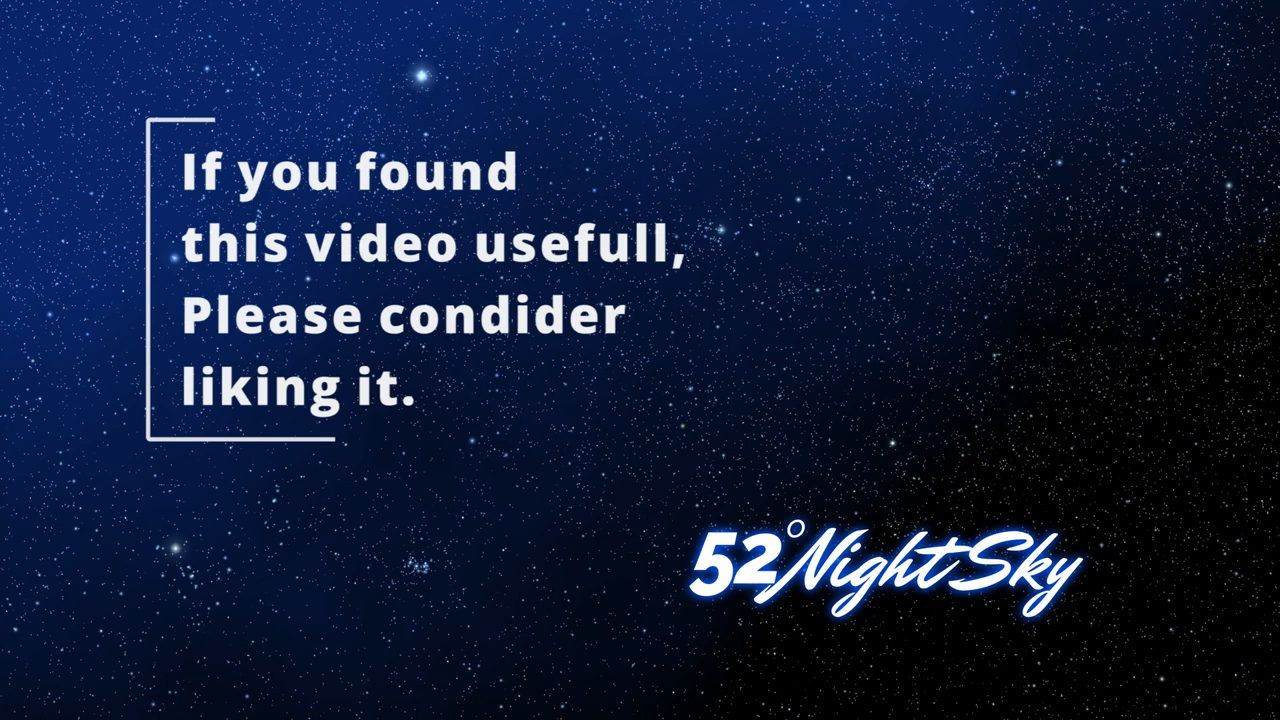 If you found
this video usefull,
Please condider
liking it.
52°NightSky